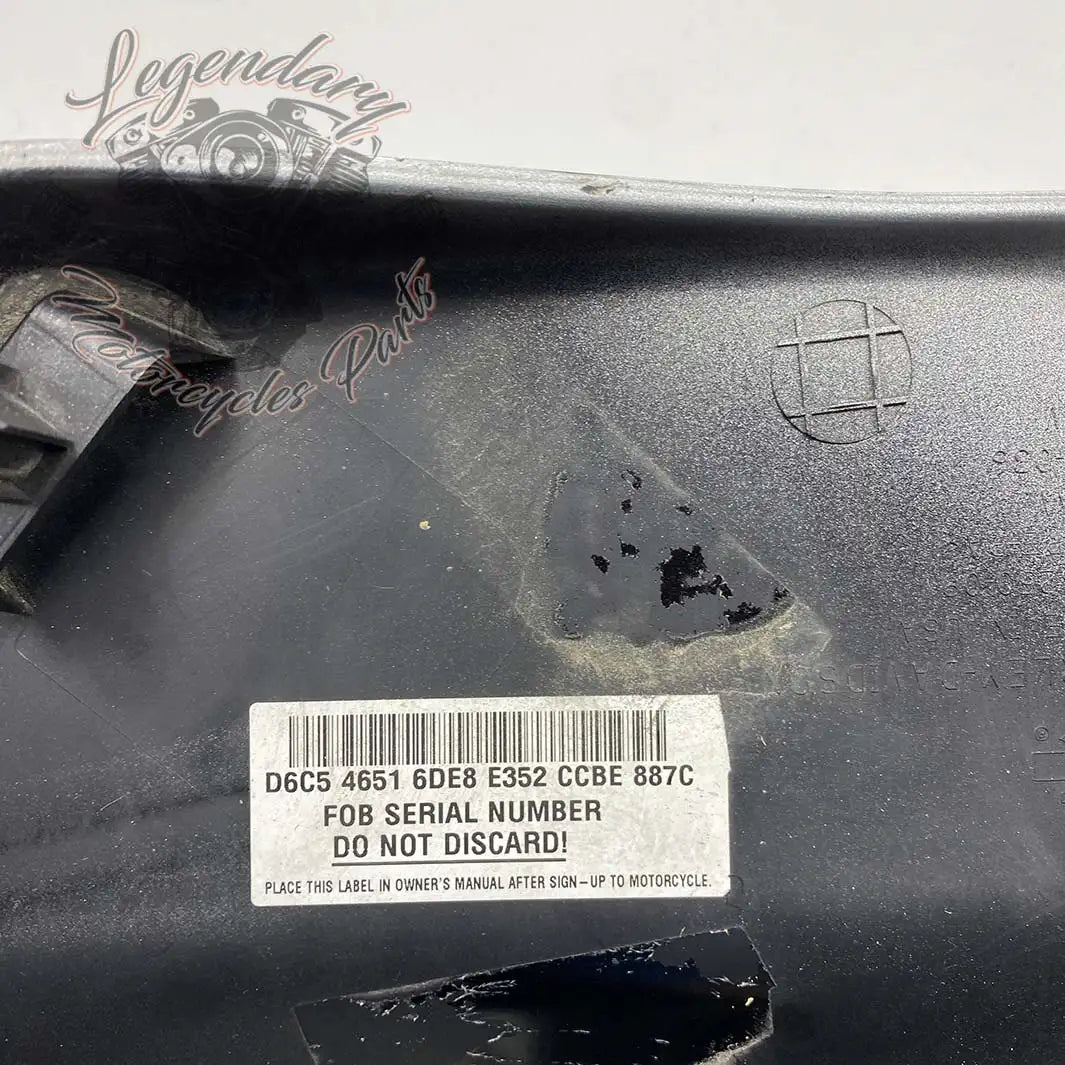 Legendary
Motorcycles Parts
D6C5 4651 6DE8 E352 CCBE 887C
FOB SERIAL NUMBER
DO NOT DISCARD!
PLACE THIS LABEL IN OWNER'S MANUAL AFTER SIGN-UP TO MOTORCYCLE.